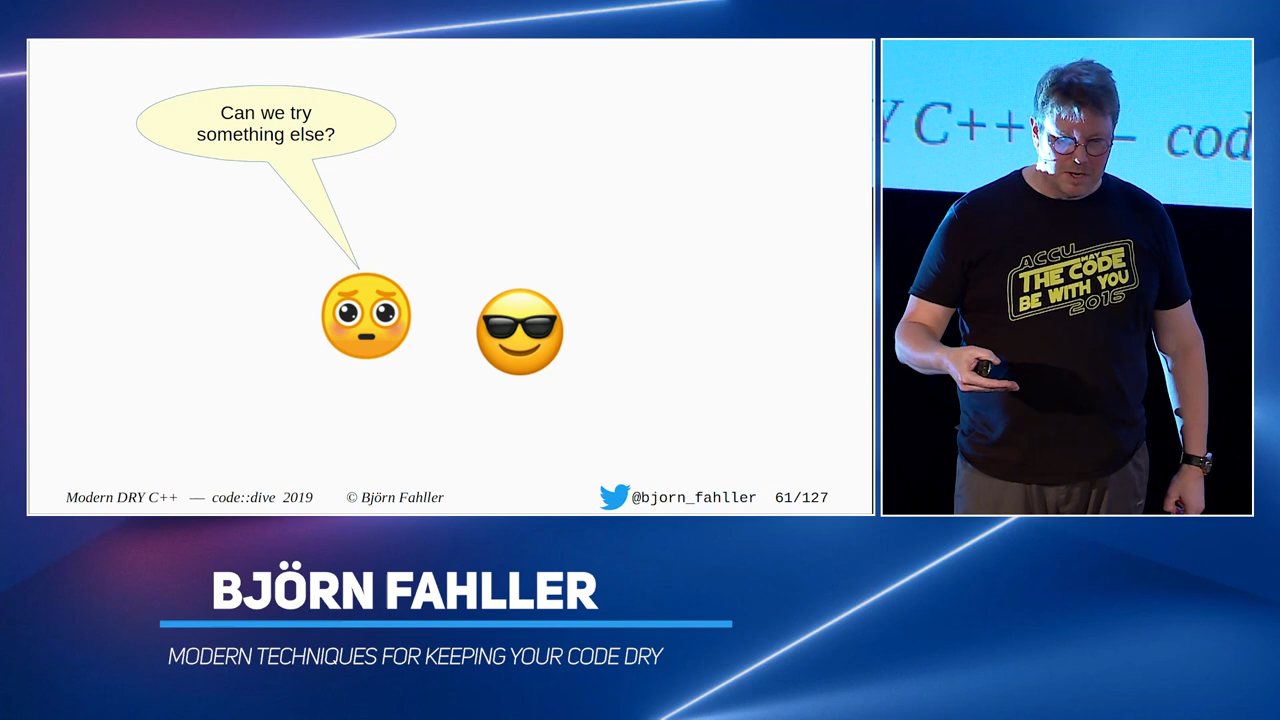 Can we try
something else?
Modern DRY C++ — code::dive 2019 © Björn Fahller @bjorn_fahller 61/127
Y C++ — cod
ACCU
MAY
THE CODE
BE WITH YOU
2016
BJÖRN FAHLLER
MODERN TECHNIQUES FOR KEEPING YOUR CODE DRY